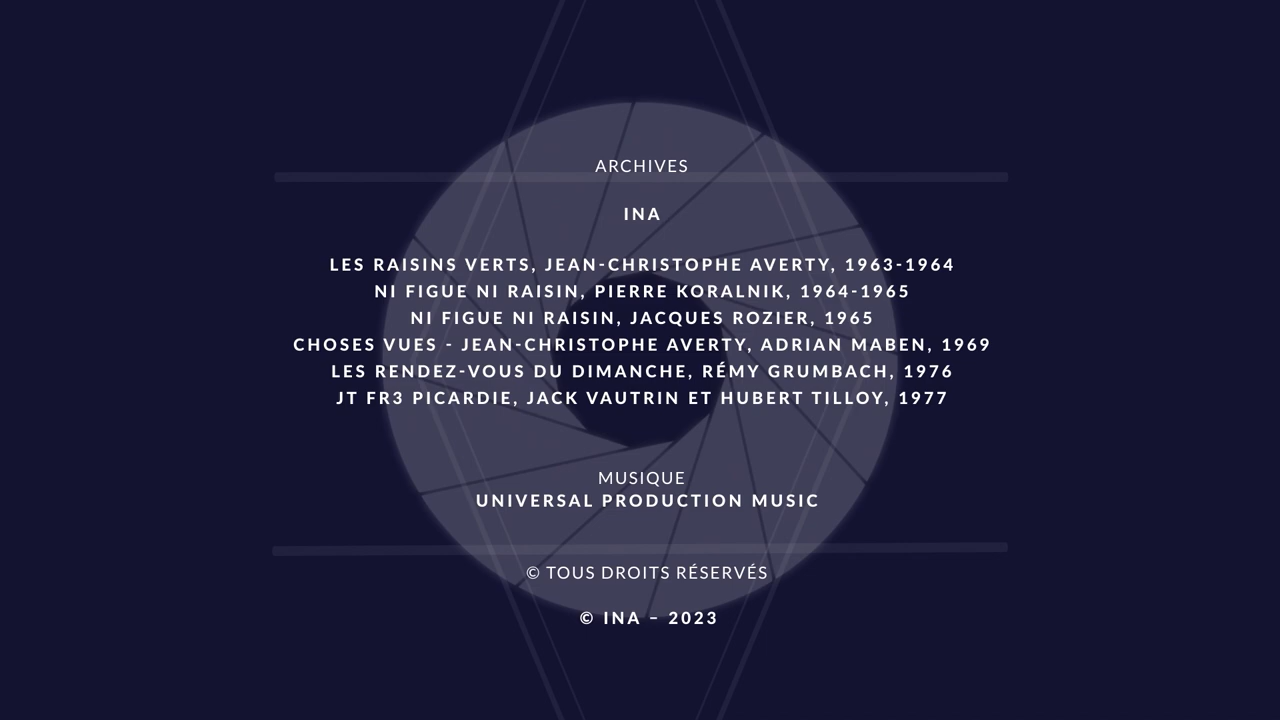 ARCHIVES
INA
LES RAISINS VERTS, JEAN-CHRISTOPHE AVERTY, 1963-1964
NI FIGUE NI RAISIN, PIERRE KORALNIK, 1964-1965
NI FIGUE NI RAISIN, JACQUES ROZIER, 1965
CHOSES VUES - JEAN-CHRISTOPHE AVERTY, ADRIAN MABEN, 1969
LES RENDEZ-VOUS DU DIMANCHE, RÉMY GRUMBACH, 1976
JT FR3 PICARDIE, JACK VAUTRIN ET HUBERT TILLOY, 1977
MUSIQUE
UNIVERSAL PRODUCTION MUSIC
© TOUS DROITS RÉSERVÉS
© INA – 2023